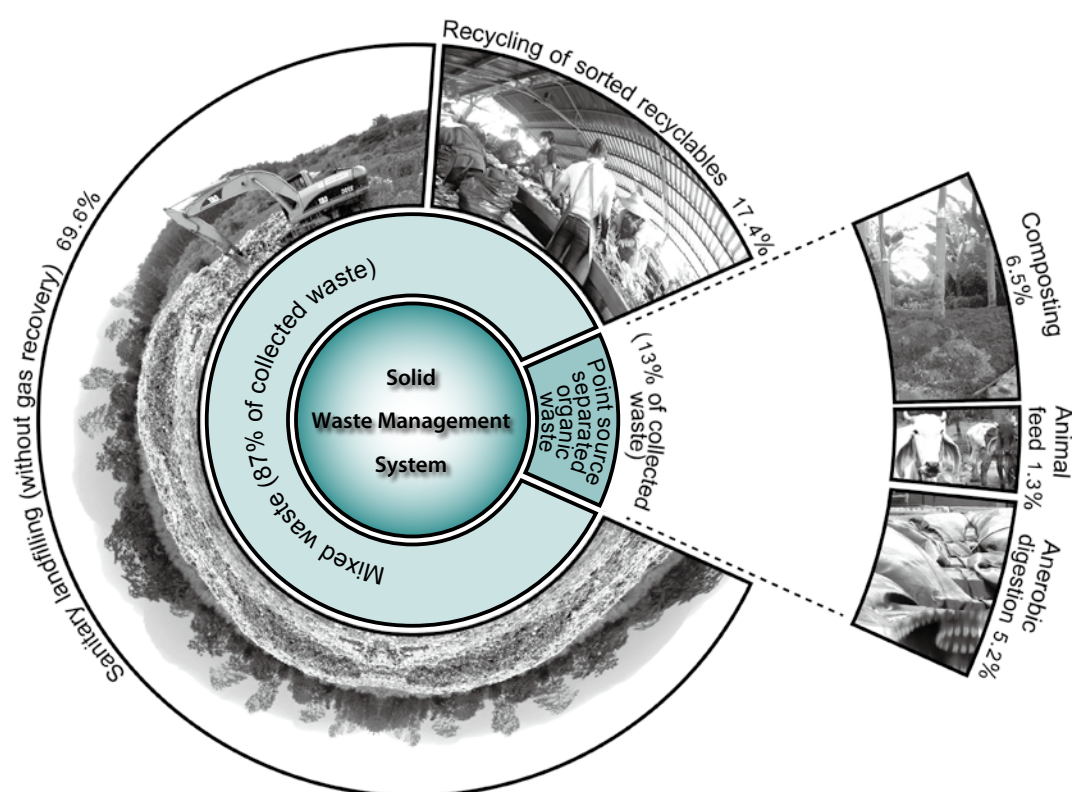 Solid
Waste Management
System
Mixed waste (87% of collected waste)
Point source
separated
organic
waste
(13% of collected
waste)
Sanitary landfilling (without gas recovery) 69.6%
Recycling of sorted recyclables 17.4%
Composting
6.5%
Animal
feed 1.3%
Anerobic
digestion 5.2%